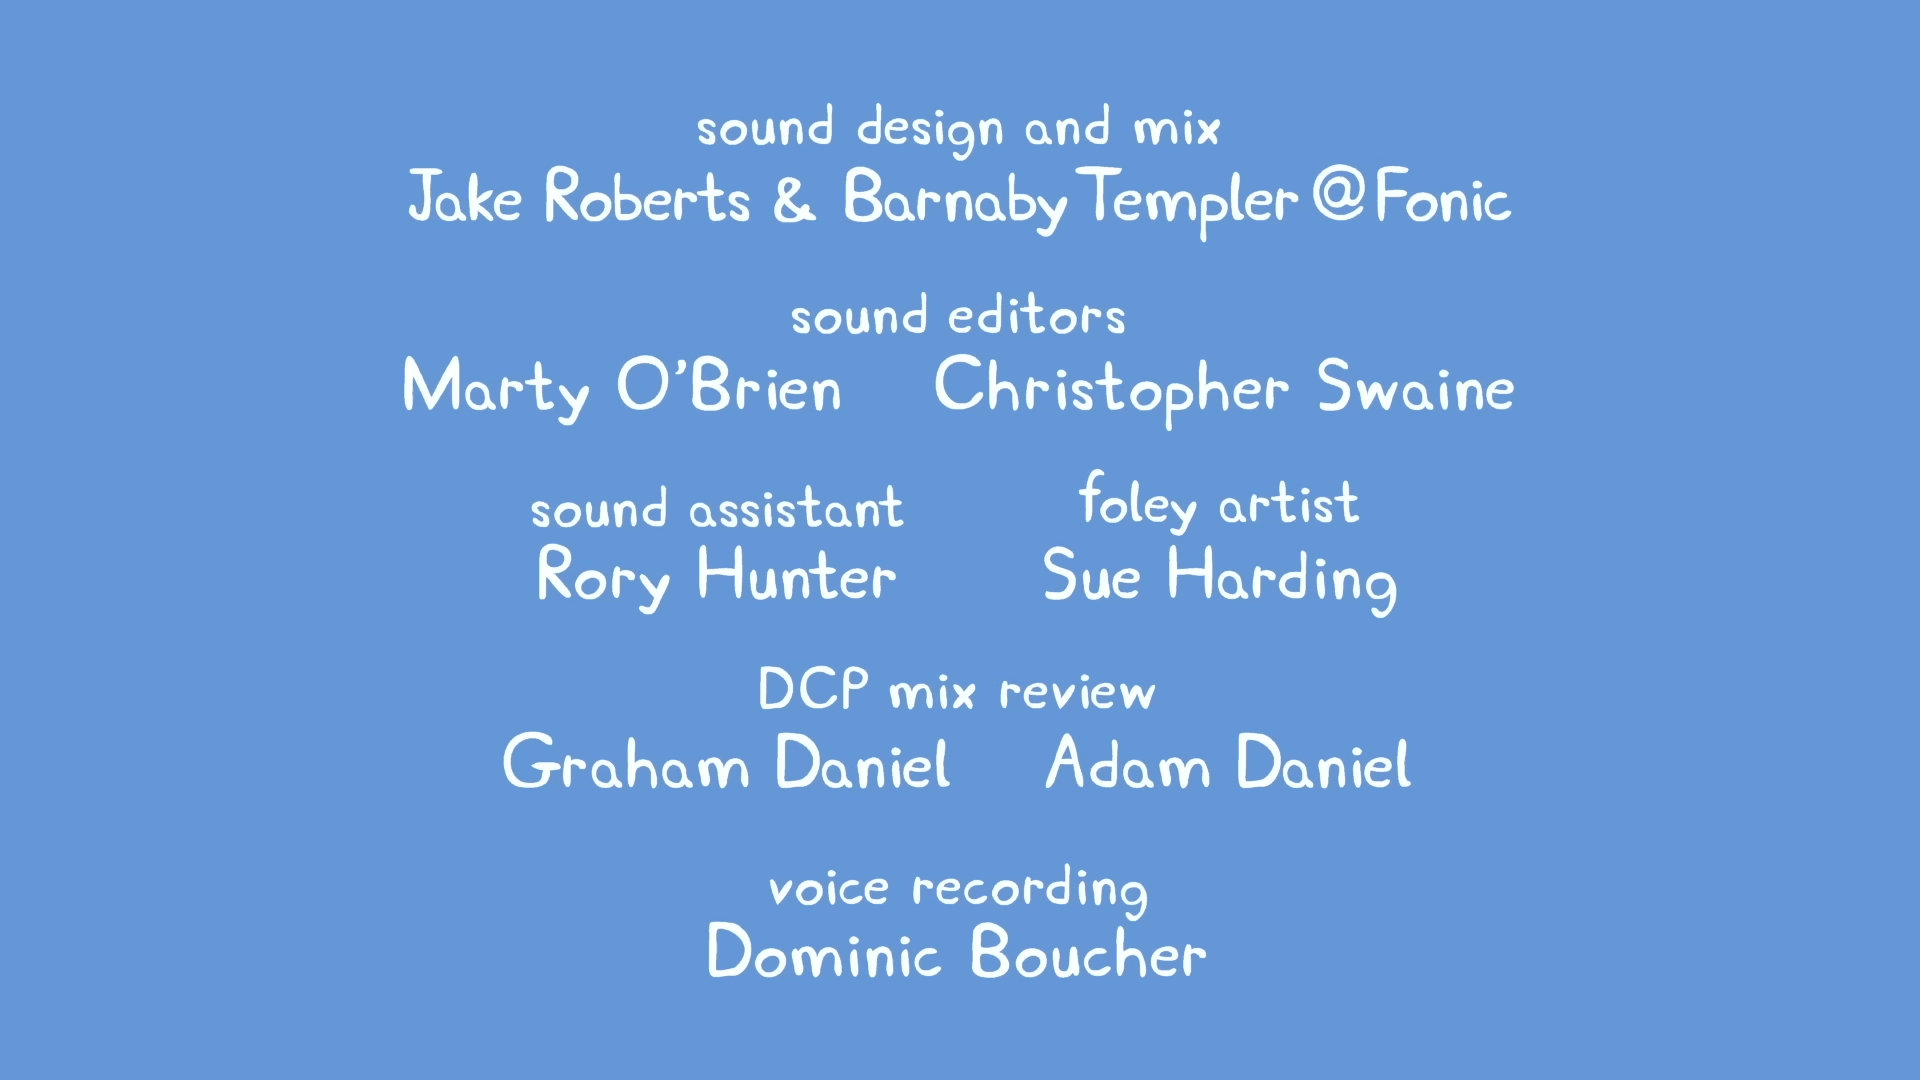 sound design and mix
Jake Roberts & Barnaby Templer @ Fonic
sound editors
Marty O'Brien Christopher Swaine
sound assistant foley artist
Rory Hunter Sue Harding
DCP mix review
Graham Daniel Adam Daniel
voice recording
Dominic Boucher